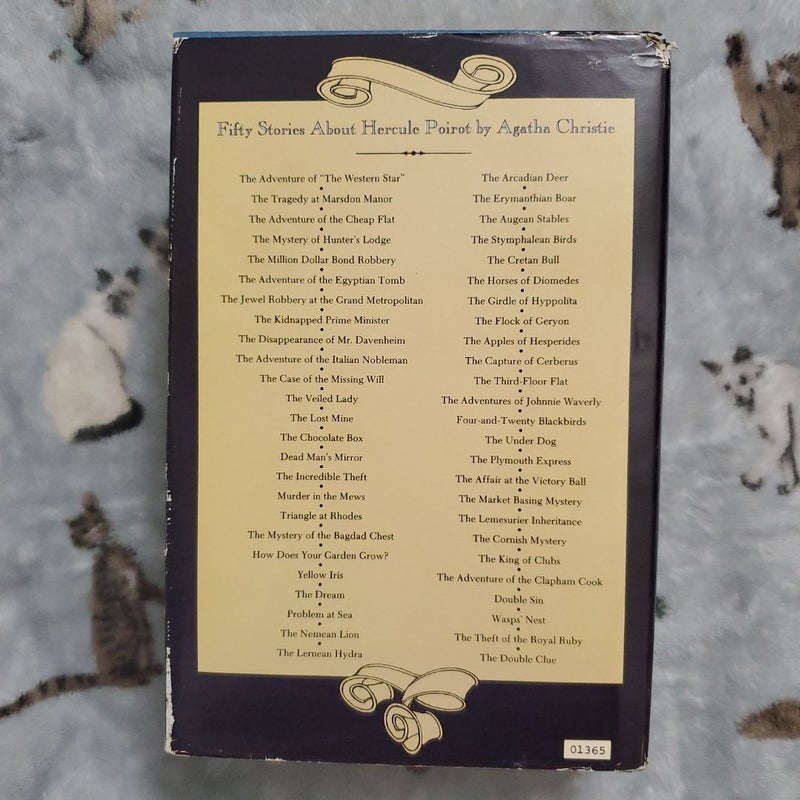 Fifty Stories About Hercule Poirot by Agatha Christie
The Adventure of "The Western Star"
The Tragedy at Marsdon Manor
The Adventure of the Cheap Flat
The Mystery of Hunter's Lodge
The Million Dollar Bond Robbery
The Adventure of the Egyptian Tomb
The Jewel Robbery at the Grand Metropolitan
The Kidnapped Prime Minister
The Disappearance of Mr. Davenheim
The Adventure of the Italian Nobleman
The Case of the Missing Will
The Veiled Lady
The Lost Mine
The Chocolate Box
Dead Man's Mirror
The Incredible Theft
Murder in the Mews
Triangle at Rhodes
The Mystery of the Bagdad Chest
How Does Your Garden Grow?
Yellow Iris
The Dream
Problem at Sea
The Nemean Lion
The Lernean Hydra
The Arcadian Deer
The Erymanthian Boar
The Augean Stables
The Stymphalean Birds
The Cretan Bull
The Horses of Diomedes
The Girdle of Hyppolita
The Flock of Geryon
The Apples of Hesperides
The Capture of Cerberus
The Third-Floor Flat
The Adventures of Johnnie Waverly
Four-and-Twenty Blackbirds
The Under Dog
The Plymouth Express
The Affair at the Victory Ball
The Market Basing Mystery
The Lemesurier Inheritance
The Cornish Mystery
The King of Clubs
The Adventure of the Clapham Cook
Double Sin
Wasps' Nest
The Theft of the Royal Ruby
The Double Clue
01365